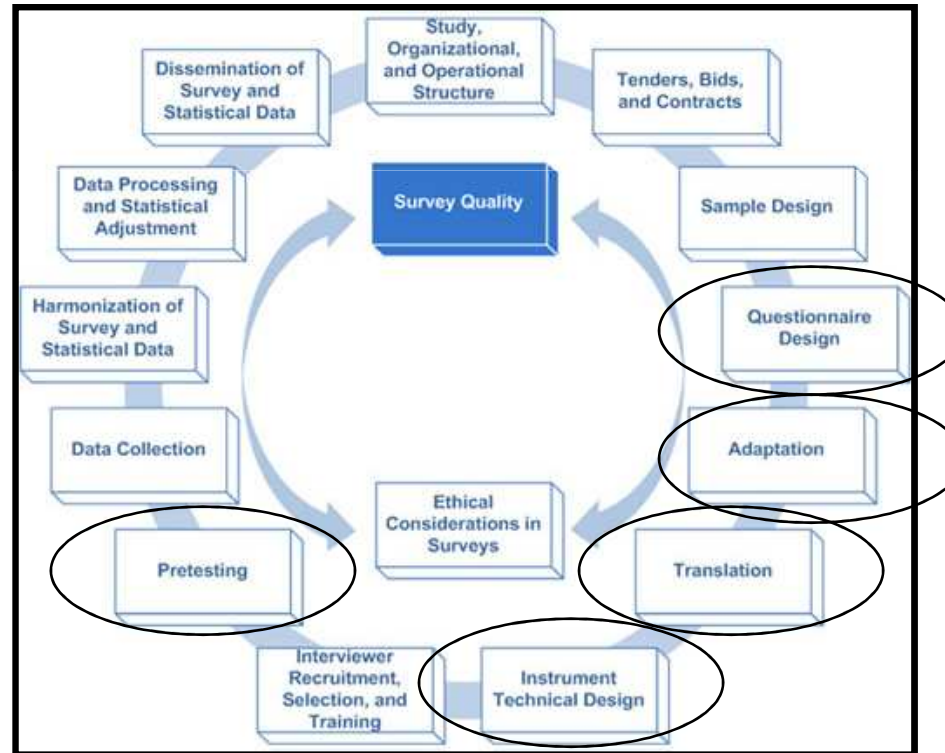 Study,
Organizational,
and Operational
Structure
Tenders, Bids,
and Contracts
Sample Design
Questionnaire
Design
Adaptation
Translation
Instrument
Technical Design
Interviewer
Recruitment,
Selection, and
Training
Pretesting
Data Collection
Harmonization of
Survey and
Statistical Data
Data Processing
and Statistical
Adjustment
Dissemination of
Survey and
Statistical Data
Survey Quality
Ethical
Considerations in
Surveys